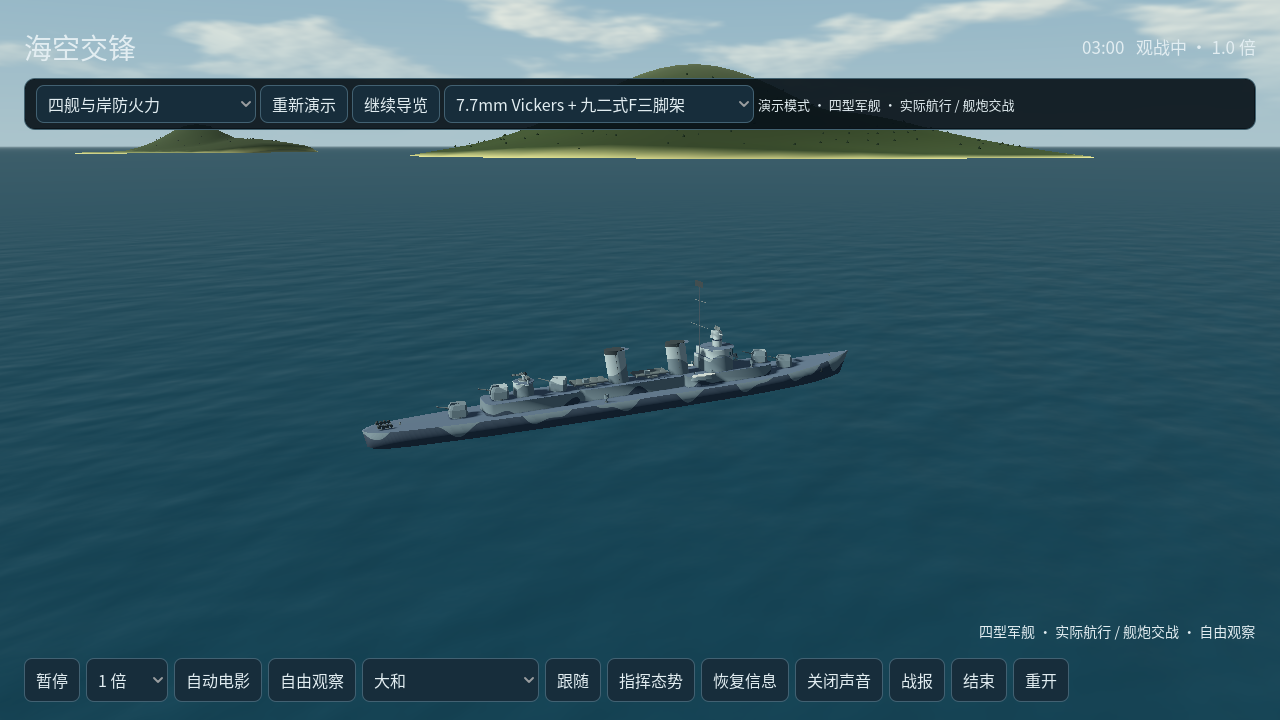 海空交锋
03:00 观战中 · 1.0 倍
四舰与岸防火力
重新演示
继续导览
7.7mm Vickers + 九二式F三脚架
演示模式 · 四型军舰 · 实际航行 / 舰炮交战
四型军舰 · 实际航行 / 舰炮交战 · 自由观察
暂停
1 倍
自动电影
自由观察
大和
跟随
指挥态势
恢复信息
关闭声音
战报
结束
重开